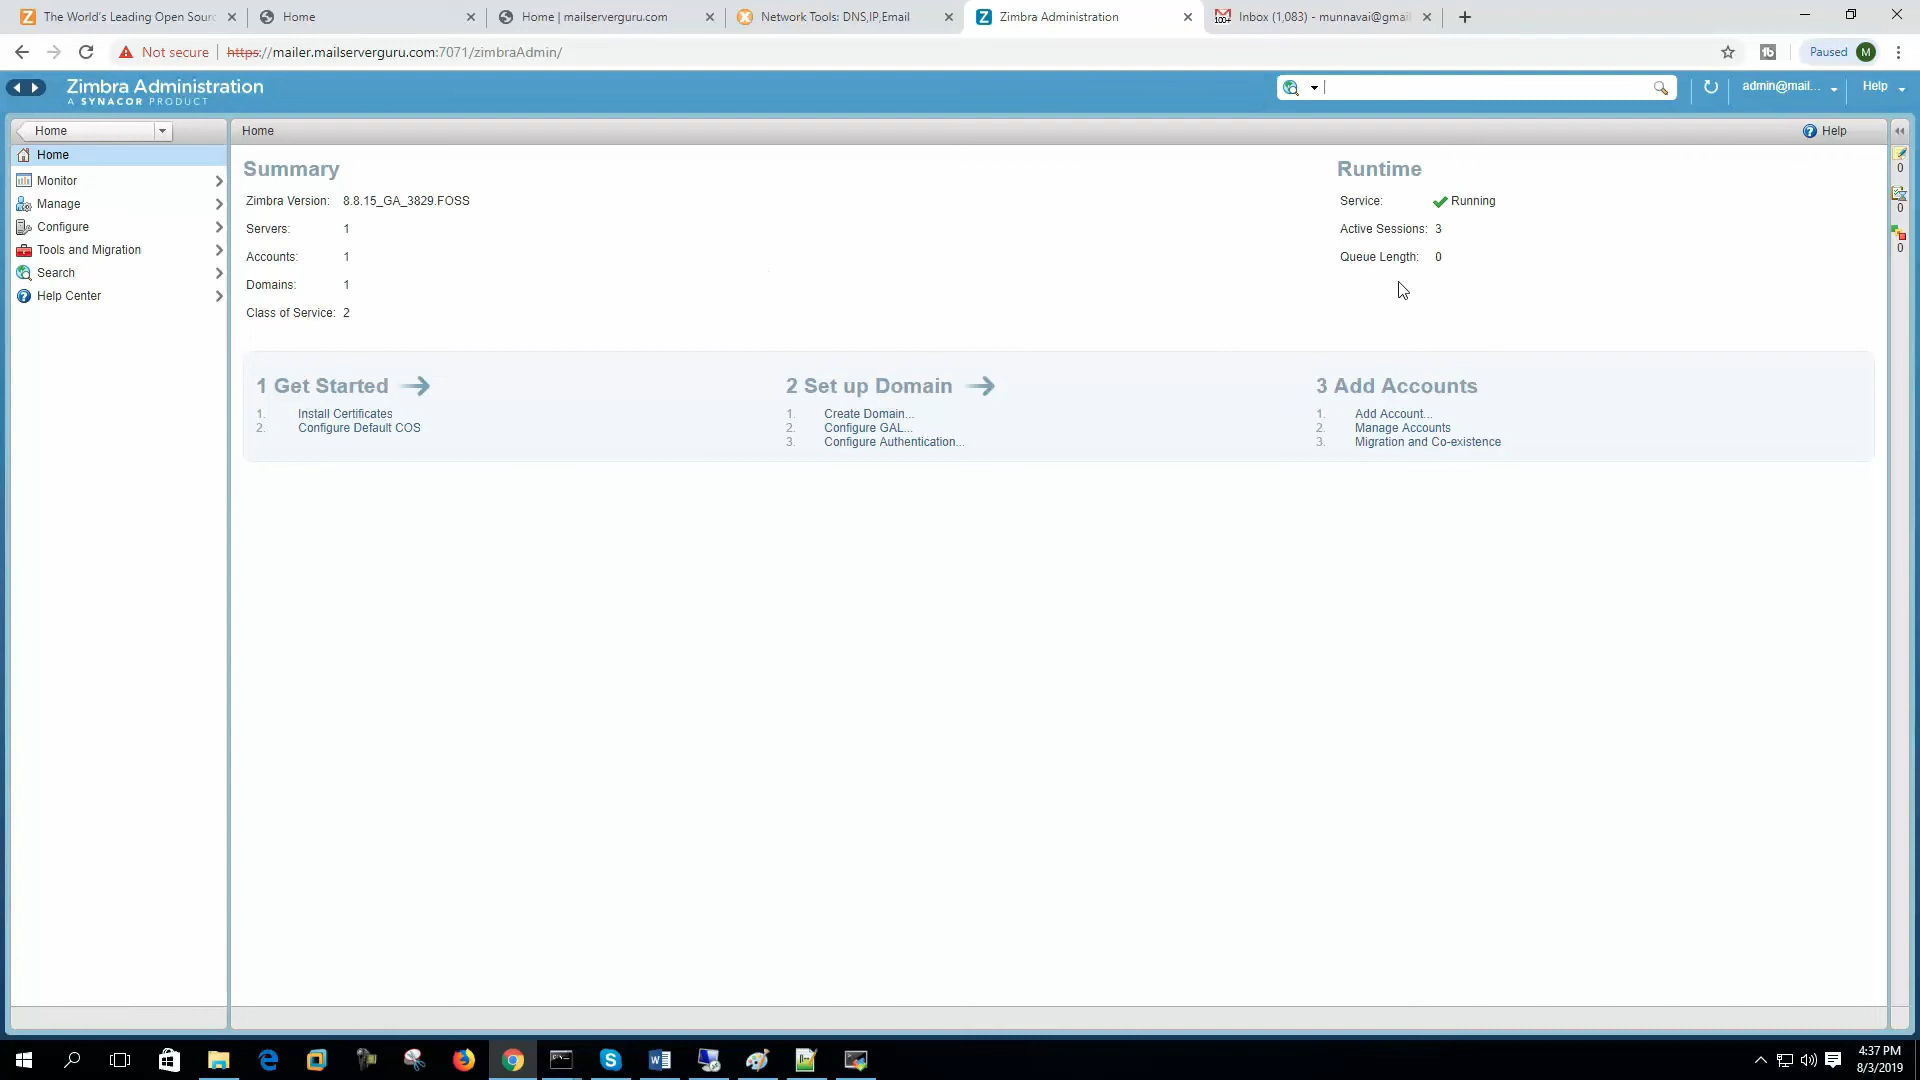 The World's Leading Open Sour
Home
Home | mailserverguru.com
Network Tools: DNS,IP,Email
Zimbra Administration
Inbox (1,083) - munnavai@gmail
Not secure
https://mailer.mailserverguru.com:7071/zimbraAdmin/
Paused
M
Zimbra Administration
A SYNACOR PRODUCT
admin@mail...
Help
Home
Home
Help
Home
Monitor
Manage
Configure
Tools and Migration
Search
Help Center
Summary
Zimbra Version: 8.8.15_GA_3829.FOSS
Servers: 1
Accounts: 1
Domains: 1
Class of Service: 2
Runtime
Service: Running
Active Sessions: 3
Queue Length: 0
0
0
0
1 Get Started
1. Install Certificates
2. Configure Default COS
2 Set up Domain
1. Create Domain...
2. Configure GAL...
3. Configure Authentication...
3 Add Accounts
1. Add Account...
2. Manage Accounts
3. Migration and Co-existence
4:37 PM
8/3/2019